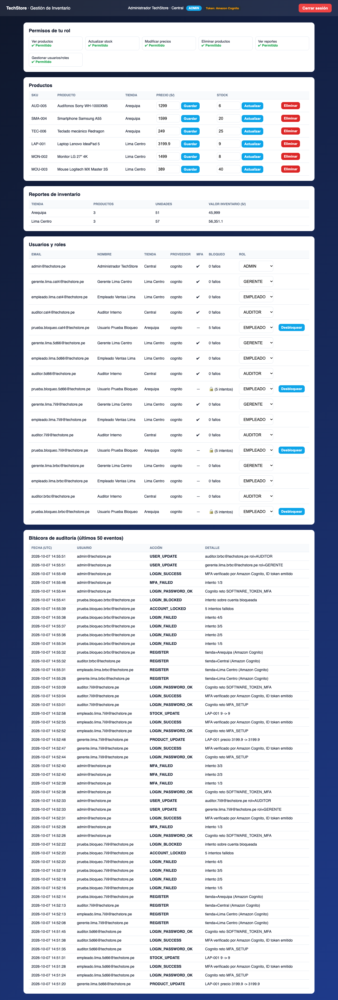 TechStore · Gestión de Inventario
Administrador TechStore · Central ADMIN Token: Amazon Cognito
Cerrar sesión
Permisos de tu rol
Ver productos
✔ Permitido
Actualizar stock
✔ Permitido
Modificar precios
✔ Permitido
Eliminar productos
✔ Permitido
Ver reportes
✔ Permitido
Gestionar usuarios/roles
✔ Permitido
Productos
SKU PRODUCTO TIENDA PRECIO (S/) STOCK
AUD-005 Audífonos Sony WH-1000XM5 Arequipa 1299 Guardar 6 Actualizar Eliminar
SMA-004 Smartphone Samsung A55 Arequipa 1599 Guardar 20 Actualizar Eliminar
TEC-006 Teclado mecánico Redragon Arequipa 249 Guardar 25 Actualizar Eliminar
LAP-001 Laptop Lenovo IdeaPad 5 Lima Centro 3199.9 Guardar 9 Actualizar Eliminar
MON-002 Monitor LG 27" 4K Lima Centro 1499 Guardar 8 Actualizar Eliminar
MOU-003 Mouse Logitech MX Master 3S Lima Centro 389 Guardar 40 Actualizar Eliminar
Reportes de inventario
TIENDA PRODUCTOS UNIDADES VALOR INVENTARIO (S/)
Arequipa 3 51 45,999
Lima Centro 3 57 56,351.1
Usuarios y roles
EMAIL NOMBRE TIENDA PROVEEDOR MFA BLOQUEO ROL
admin@techstore.pe Administrador TechStore Central cognito ✔ 0 fallos ADMIN
gerente.lima.cat4@techstore.pe Gerente Lima Centro Lima Centro cognito ✔ 0 fallos GERENTE
empleado.lima.cat4@techstore.pe Empleado Ventas Lima Lima Centro cognito ✔ 0 fallos EMPLEADO
auditor.cat4@techstore.pe Auditor Interno Central cognito ✔ 0 fallos AUDITOR
prueba.bloqueo.cat4@techstore.pe Usuario Prueba Bloqueo Arequipa cognito — 5 fallos EMPLEADO Desbloquear
gerente.lima.5d66@techstore.pe Gerente Lima Centro Lima Centro cognito ✔ 0 fallos GERENTE
empleado.lima.5d66@techstore.pe Empleado Ventas Lima Lima Centro cognito ✔ 0 fallos EMPLEADO
auditor.5d66@techstore.pe Auditor Interno Central cognito ✔ 0 fallos AUDITOR
prueba.bloqueo.5d66@techstore.pe Usuario Prueba Bloqueo Arequipa cognito — 🔒 (5 intentos) EMPLEADO Desbloquear
gerente.lima.7ii9@techstore.pe Gerente Lima Centro Lima Centro cognito ✔ 0 fallos GERENTE
empleado.lima.7ii9@techstore.pe Empleado Ventas Lima Lima Centro cognito ✔ 0 fallos EMPLEADO
auditor.7ii9@techstore.pe Auditor Interno Central cognito ✔ 0 fallos AUDITOR
prueba.bloqueo.7ii9@techstore.pe Usuario Prueba Bloqueo Arequipa cognito — 🔒 (5 intentos) EMPLEADO Desbloquear
gerente.lima.brbc@techstore.pe Gerente Lima Centro Lima Centro cognito — 0 fallos GERENTE
empleado.lima.brbc@techstore.pe Empleado Ventas Lima Lima Centro cognito — 0 fallos EMPLEADO
auditor.brbc@techstore.pe Auditor Interno Central cognito — 0 fallos AUDITOR
prueba.bloqueo.brbc@techstore.pe Usuario Prueba Bloqueo Arequipa cognito — 🔒 (5 intentos) EMPLEADO Desbloquear
Bitácora de auditoría (últimos 50 eventos)
FECHA (UTC) USUARIO ACCIÓN DETALLE
2026-10-07 14:55:51 admin@techstore.pe USER_UPDATE auditor.brbc@techstore.pe rol=AUDITOR
2026-10-07 14:55:51 admin@techstore.pe USER_UPDATE gerente.lima.brbc@techstore.pe rol=GERENTE
2026-10-07 14:55:49 admin@techstore.pe LOGIN_SUCCESS MFA verificado por Amazon Cognito, ID token emitido
2026-10-07 14:55:46 admin@techstore.pe MFA_FAILED intento 1/3
2026-10-07 14:55:44 admin@techstore.pe LOGIN_PASSWORD_OK Cognito reto SOFTWARE_TOKEN_MFA
2026-10-07 14:55:41 prueba.bloqueo.brbc@techstore.pe LOGIN_BLOCKED intento sobre cuenta bloqueada
2026-10-07 14:55:39 prueba.bloqueo.brbc@techstore.pe ACCOUNT_LOCKED 5 intentos fallidos
2026-10-07 14:55:38 prueba.bloqueo.brbc@techstore.pe LOGIN_FAILED intento 4/5
2026-10-07 14:55:37 prueba.bloqueo.brbc@techstore.pe LOGIN_FAILED intento 3/5
2026-10-07 14:55:36 prueba.bloqueo.brbc@techstore.pe LOGIN_FAILED intento 2/5
2026-10-07 14:55:34 prueba.bloqueo.brbc@techstore.pe LOGIN_FAILED intento 1/5
2026-10-07 14:55:32 prueba.bloqueo.brbc@techstore.pe REGISTER tienda=Arequipa (Amazon Cognito)
2026-10-07 14:55:32 auditor.brbc@techstore.pe REGISTER tienda=Central (Amazon Cognito)
2026-10-07 14:55:31 empleado.lima.brbc@techstore.pe REGISTER tienda=Lima Centro (Amazon Cognito)
2026-10-07 14:55:26 gerente.lima.brbc@techstore.pe REGISTER tienda=Lima Centro (Amazon Cognito)
2026-10-07 14:53:09 auditor.7ii9@techstore.pe LOGIN_PASSWORD_OK Cognito reto SOFTWARE_TOKEN_MFA
2026-10-07 14:53:04 auditor.7ii9@techstore.pe LOGIN_SUCCESS MFA verificado por Amazon Cognito, ID token emitido
2026-10-07 14:53:01 auditor.7ii9@techstore.pe LOGIN_PASSWORD_OK Cognito reto MFA_SETUP
2026-10-07 14:52:58 empleado.lima.7ii9@techstore.pe STOCK_UPDATE LAP-001 9 -> 9
2026-10-07 14:52:55 empleado.lima.7ii9@techstore.pe LOGIN_SUCCESS MFA verificado por Amazon Cognito, ID token emitido
2026-10-07 14:52:52 empleado.lima.7ii9@techstore.pe LOGIN_PASSWORD_OK Cognito reto MFA_SETUP
2026-10-07 14:52:48 gerente.lima.7ii9@techstore.pe PRODUCT_UPDATE LAP-001 precio 3199.9 -> 3199.9
2026-10-07 14:52:47 gerente.lima.7ii9@techstore.pe LOGIN_SUCCESS MFA verificado por Amazon Cognito, ID token emitido
2026-10-07 14:52:44 gerente.lima.7ii9@techstore.pe LOGIN_PASSWORD_OK Cognito reto MFA_SETUP
2026-10-07 14:52:40 admin@techstore.pe MFA_FAILED intento 3/3
2026-10-07 14:52:40 admin@techstore.pe MFA_FAILED intento 2/3
2026-10-07 14:52:39 admin@techstore.pe MFA_FAILED intento 1/3
2026-10-07 14:52:38 admin@techstore.pe LOGIN_PASSWORD_OK Cognito reto SOFTWARE_TOKEN_MFA
2026-10-07 14:52:33 admin@techstore.pe USER_UPDATE auditor.7ii9@techstore.pe rol=AUDITOR
2026-10-07 14:52:33 admin@techstore.pe USER_UPDATE gerente.lima.7ii9@techstore.pe rol=GERENTE
2026-10-07 14:52:31 admin@techstore.pe LOGIN_SUCCESS MFA verificado por Amazon Cognito, ID token emitido
2026-10-07 14:52:28 admin@techstore.pe MFA_FAILED intento 1/3
2026-10-07 14:52:26 admin@techstore.pe LOGIN_PASSWORD_OK Cognito reto SOFTWARE_TOKEN_MFA
2026-10-07 14:52:22 prueba.bloqueo.7ii9@techstore.pe LOGIN_BLOCKED intento sobre cuenta bloqueada
2026-10-07 14:52:20 prueba.bloqueo.7ii9@techstore.pe ACCOUNT_LOCKED 5 intentos fallidos
2026-10-07 14:52:20 prueba.bloqueo.7ii9@techstore.pe LOGIN_FAILED intento 4/5
2026-10-07 14:52:19 prueba.bloqueo.7ii9@techstore.pe LOGIN_FAILED intento 3/5
2026-10-07 14:52:18 prueba.bloqueo.7ii9@techstore.pe LOGIN_FAILED intento 2/5
2026-10-07 14:52:16 prueba.bloqueo.7ii9@techstore.pe LOGIN_FAILED intento 1/5
2026-10-07 14:52:14 prueba.bloqueo.7ii9@techstore.pe REGISTER tienda=Arequipa (Amazon Cognito)
2026-10-07 14:52:13 auditor.7ii9@techstore.pe REGISTER tienda=Central (Amazon Cognito)
2026-10-07 14:52:13 empleado.lima.7ii9@techstore.pe REGISTER tienda=Lima Centro (Amazon Cognito)
2026-10-07 14:52:08 gerente.lima.7ii9@techstore.pe REGISTER tienda=Lima Centro (Amazon Cognito)
2026-10-07 14:51:45 auditor.5d66@techstore.pe LOGIN_PASSWORD_OK Cognito reto SOFTWARE_TOKEN_MFA
2026-10-07 14:51:38 auditor.5d66@techstore.pe LOGIN_SUCCESS MFA verificado por Amazon Cognito, ID token emitido
2026-10-07 14:51:35 auditor.5d66@techstore.pe LOGIN_PASSWORD_OK Cognito reto MFA_SETUP
2026-10-07 14:51:31 empleado.lima.5d66@techstore.pe STOCK_UPDATE LAP-001 9 -> 9
2026-10-07 14:51:28 empleado.lima.5d66@techstore.pe LOGIN_SUCCESS MFA verificado por Amazon Cognito, ID token emitido
2026-10-07 14:51:24 empleado.lima.5d66@techstore.pe LOGIN_PASSWORD_OK Cognito reto MFA_SETUP
2026-10-07 14:51:20 gerente.lima.5d66@techstore.pe PRODUCT_UPDATE LAP-001 precio 3199.9 -> 3199.9